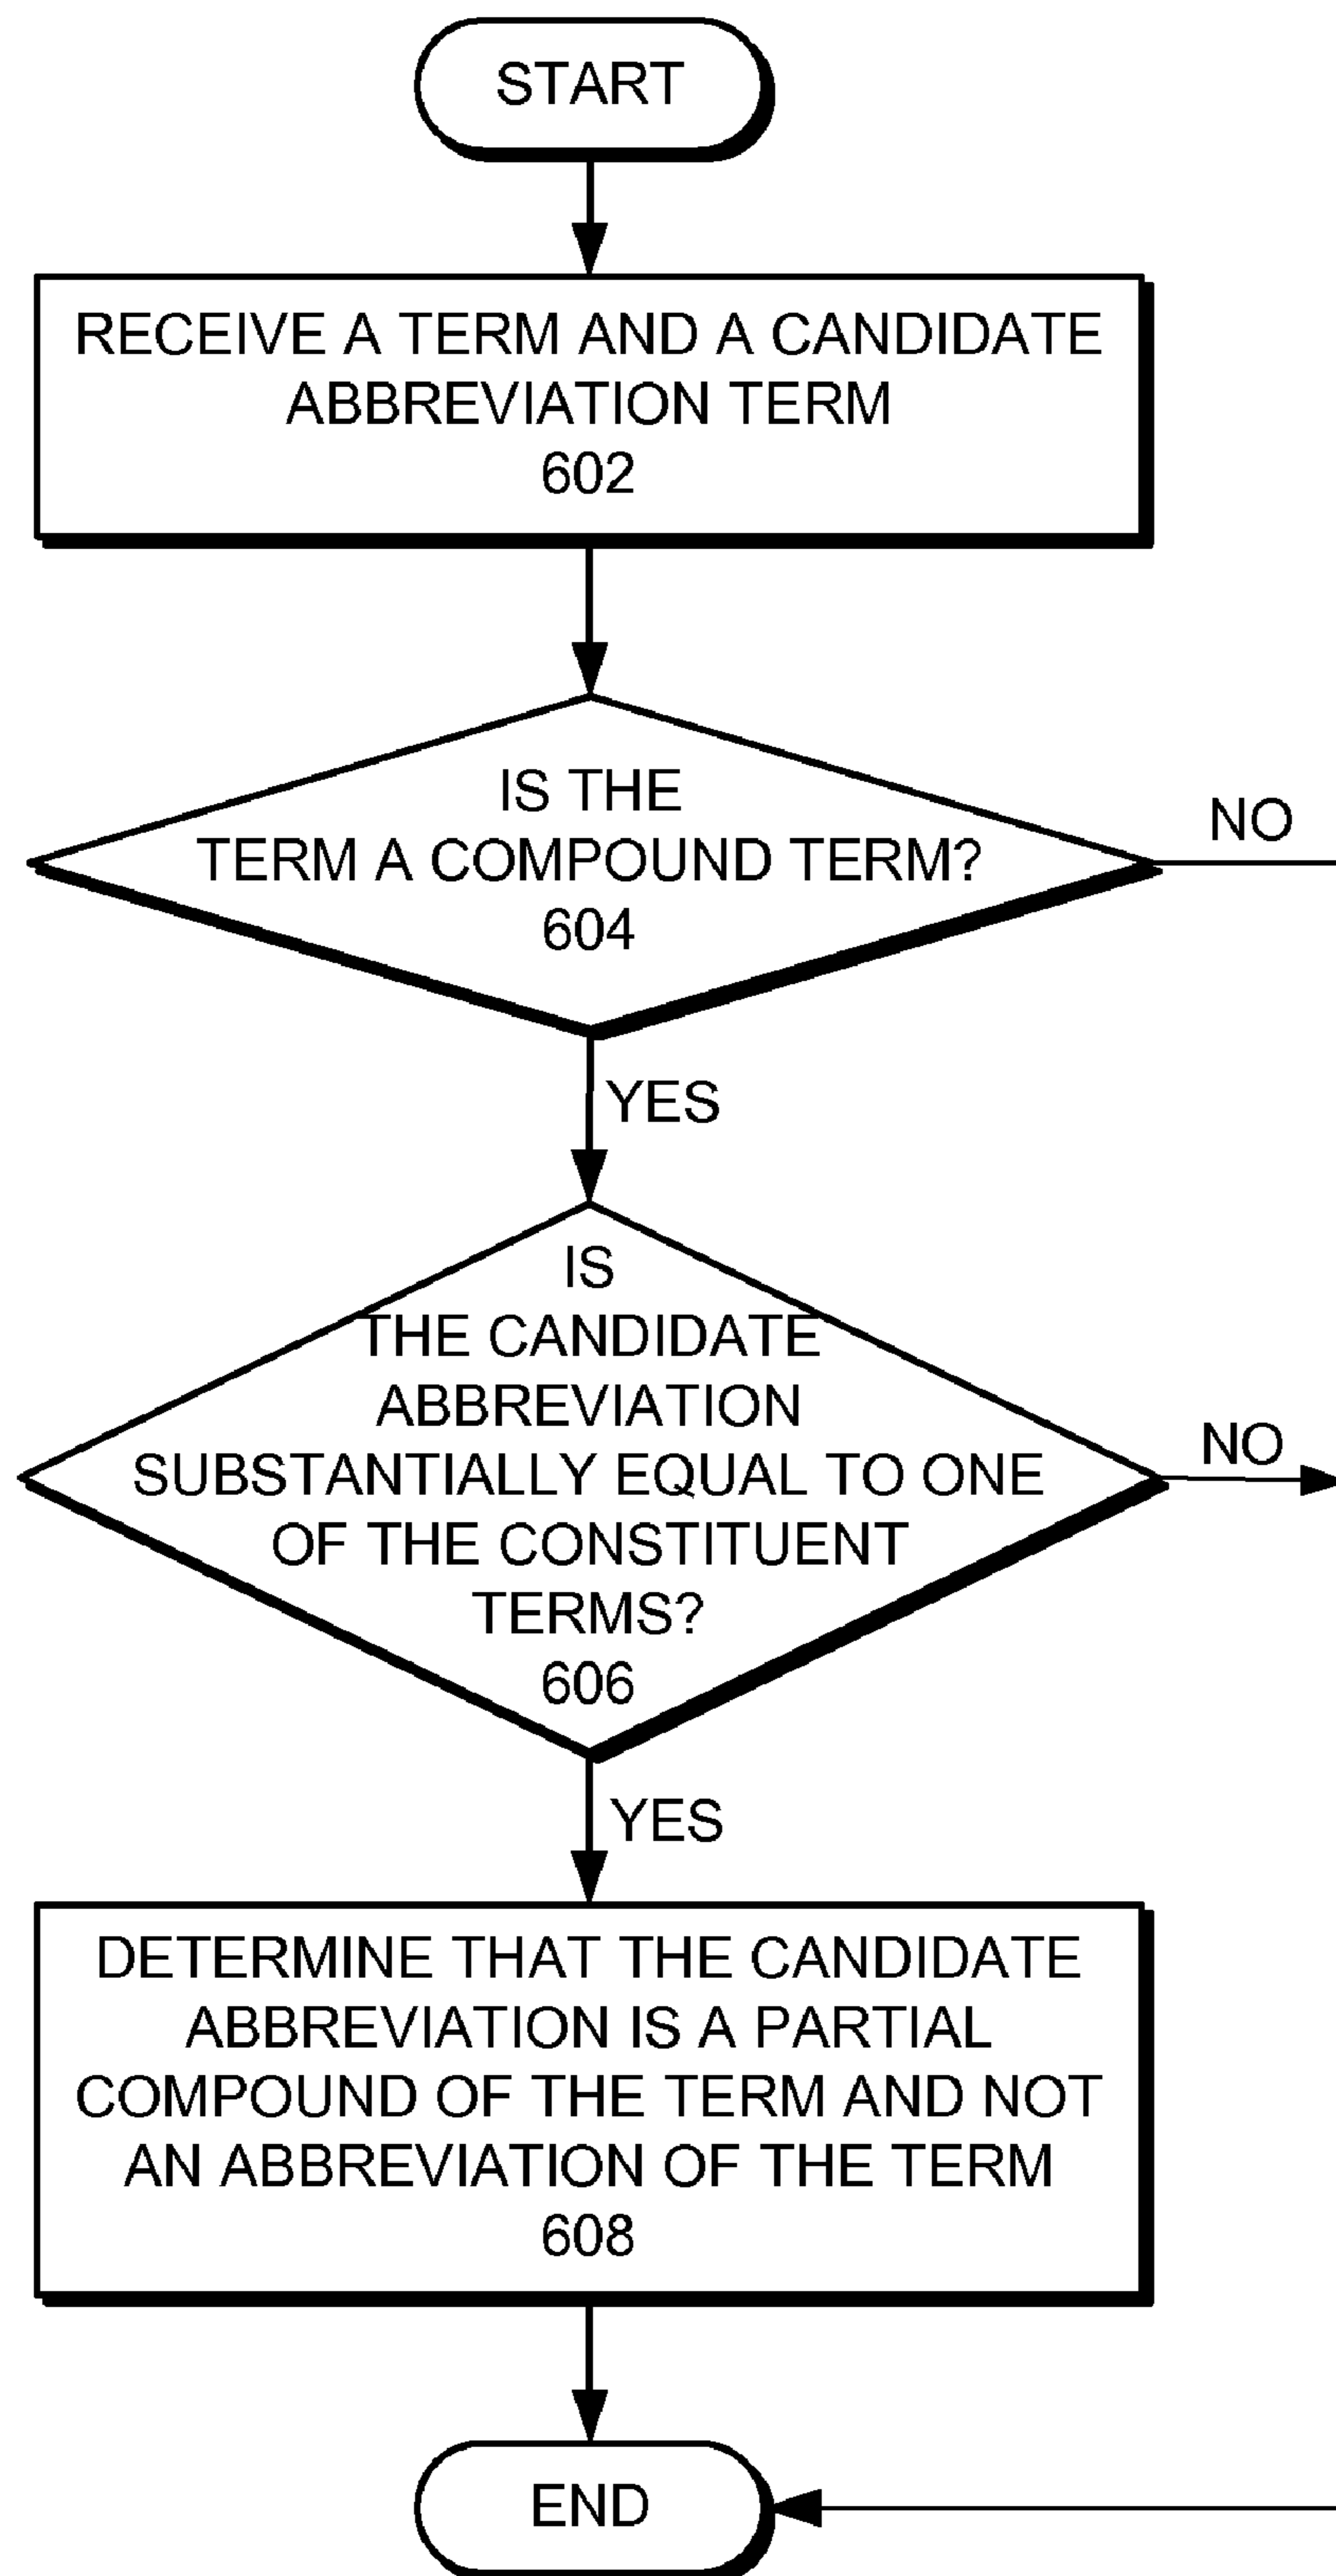 START
RECEIVE A TERM AND A CANDIDATE
ABBREVIATION TERM
602
IS THE
TERM A COMPOUND TERM?
604
NO
YES
IS
THE CANDIDATE
ABBREVIATION
SUBSTANTIALLY EQUAL TO ONE
OF THE CONSTITUENT
TERMS?
606
NO
YES
DETERMINE THAT THE CANDIDATE
ABBREVIATION IS A PARTIAL
COMPOUND OF THE TERM AND NOT
AN ABBREVIATION OF THE TERM
608
END